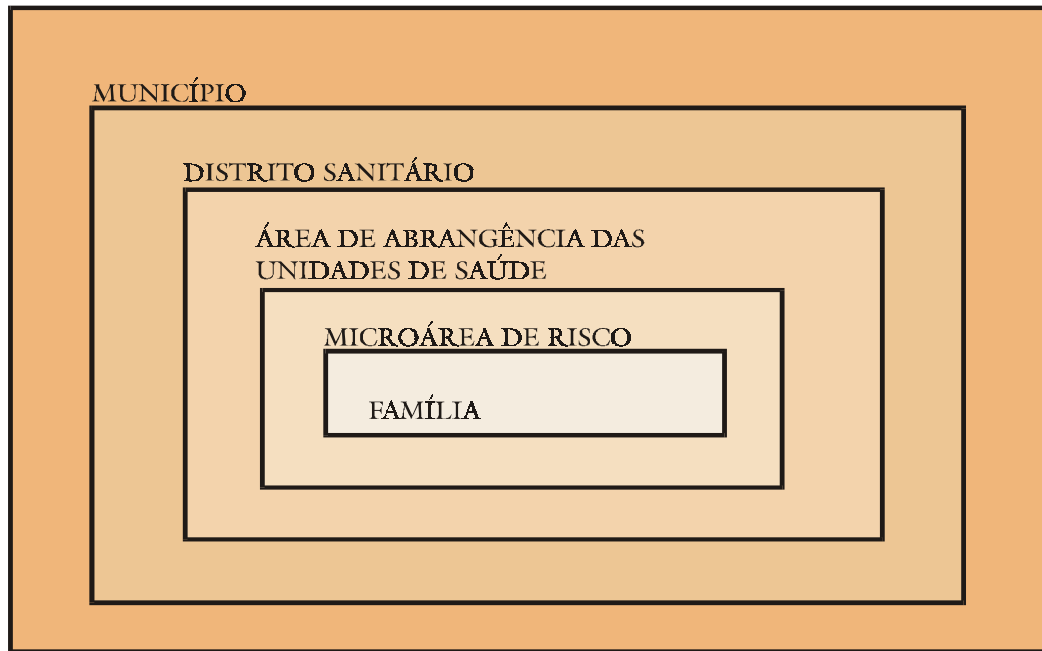 MUNICÍPIO
DISTRITO SANITÁRIO
ÁREA DE ABRANGÊNCIA DAS
UNIDADES DE SAÚDE
MICROÁREA DE RISCO
FAMÍLIA